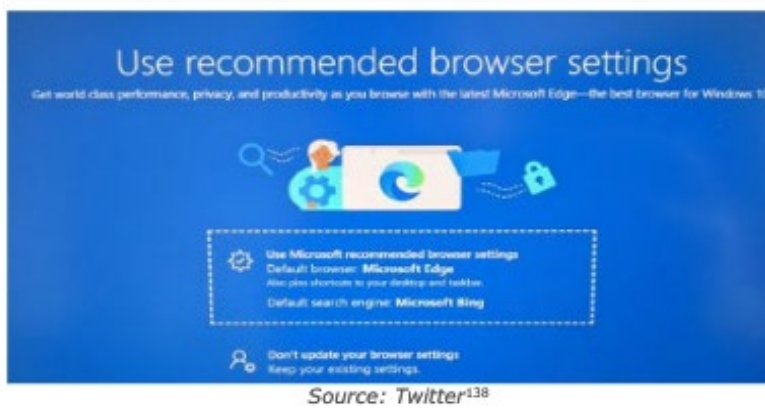 Use recommended browser settings
Get world class performance, privacy, and productivity as you browse with the latest Microsoft Edge—the best browser for Windows 10
Use Microsoft recommended browser settings
Default browser: Microsoft Edge
Also pins shortcuts to your desktop and taskbar.
Default search engine: Microsoft Bing
Don't update your browser settings
Keep your existing settings.
Source: Twitter¹³⁸